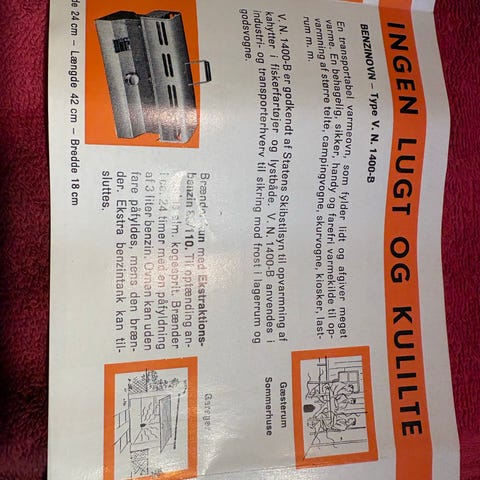 INGEN LUGT OG KULILTE
BENZINOVN – Type V. N. 1400-B
En transportabel varmeovn, som fylder lidt og afgiver meget
varme. En behagelig, sikker, handy og farefri varmekilde til op-
varmning af større telte, campingvogne, skurvogne, kiosker, last-
rum m. m.
V. N. 1400-B er godkendt af Statens Skibstilsyn til opvarmning af
kahytter i fiskerfartøjer og lystbåde. V. N. 1400-B anvendes i
industri- og transporterhverv til sikring mod frost i lagerrum og
godsvogne.
Gæsterum
Sommerhuse
Brænder kun med Ekstraktions-
benzin /110. Til optænding an-
alm. kogesprit. Brænder
i ca. 24 timer med en påfyldning
af 3 liter benzin. Ovnen kan uden
fare påfyldes, mens den bræn-
der. Ekstra benzintank kan til-
sluttes.
Garager
24 cm – Længde 42 cm – Bredde 18 cm